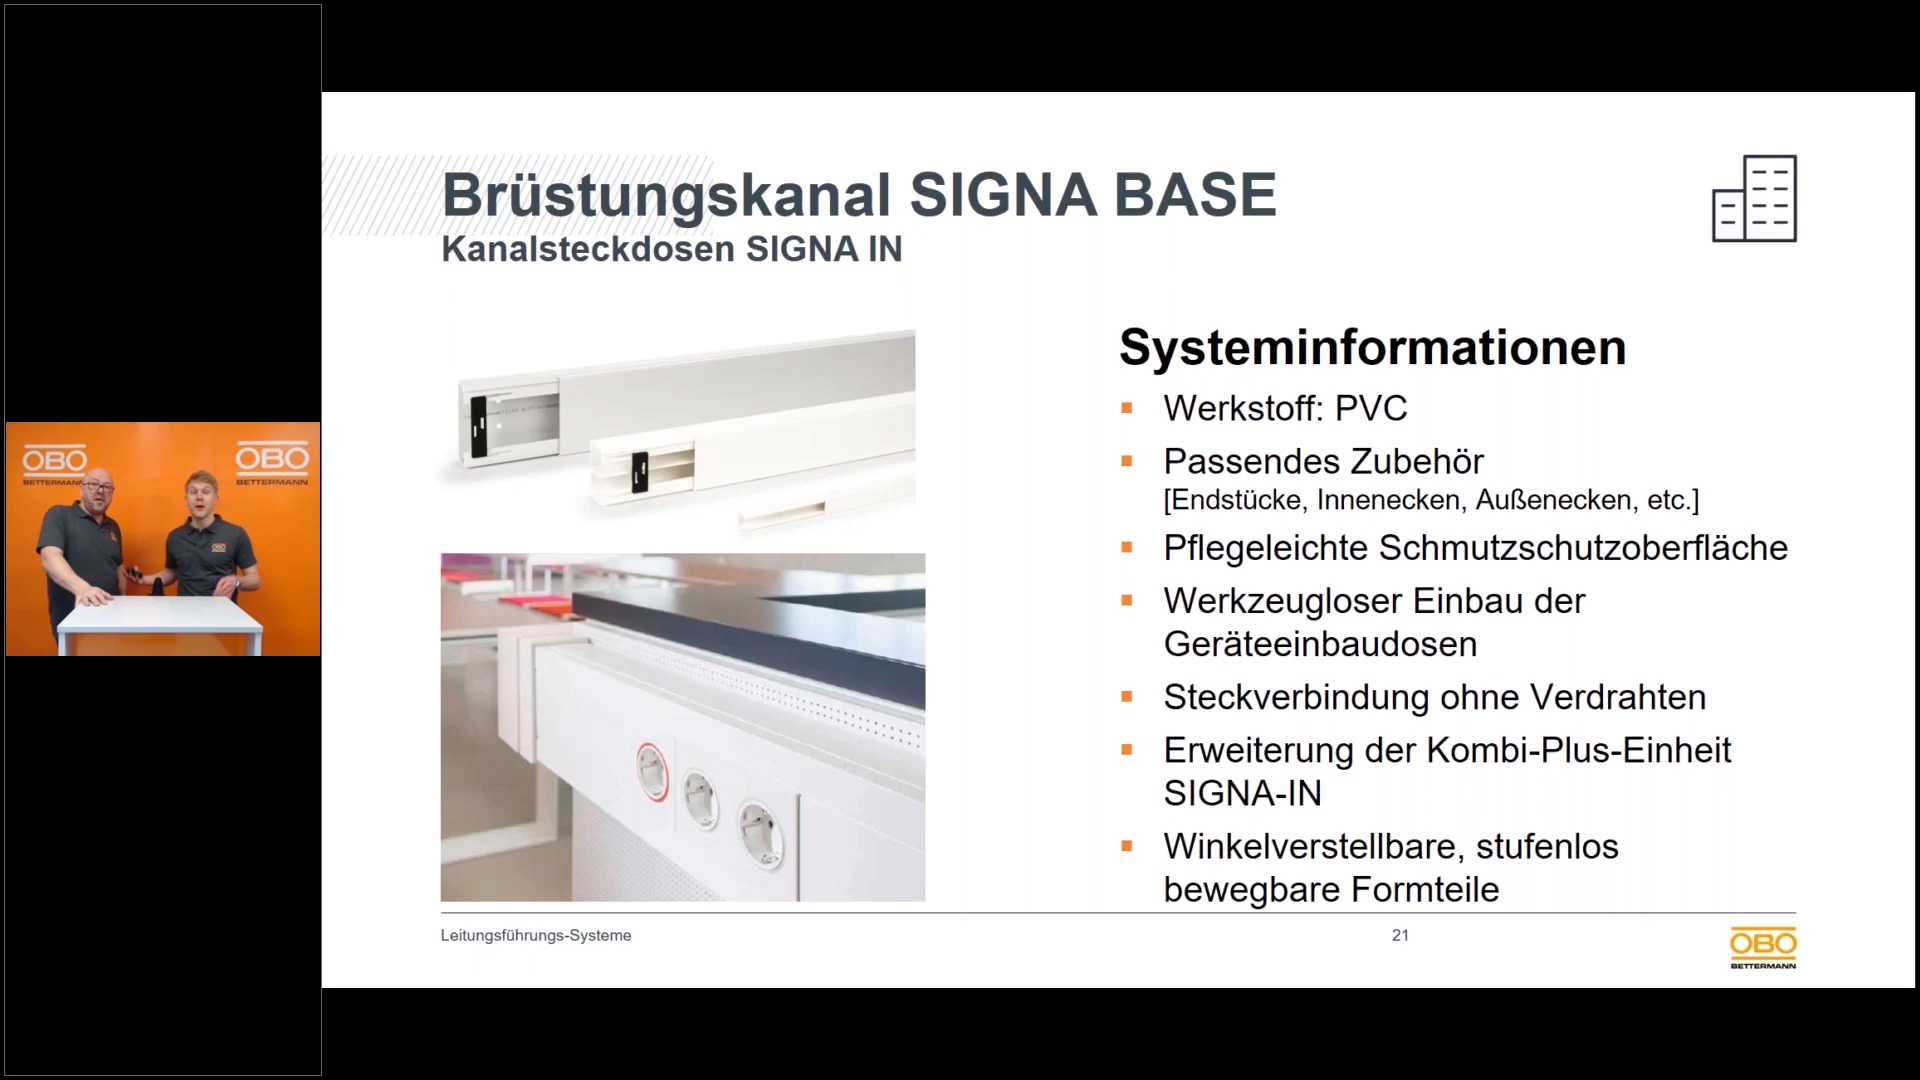 OBO
BETTERMANN
OBO
BETTERMANN
OBO
Brüstungskanal SIGNA BASE
Kanalsteckdosen SIGNA IN
Systeminformationen
Werkstoff: PVC
Passendes Zubehör
[Endstücke, Innenecken, Außenecken, etc.]
Pflegeleichte Schmutzschutzoberfläche
Werkzeugloser Einbau der
Geräteeinbaudosen
Steckverbindung ohne Verdrahten
Erweiterung der Kombi-Plus-Einheit
SIGNA-IN
Winkelverstellbare, stufenlos
bewegbare Formteile
Leitungsführungs-Systeme
21
OBO
BETTERMANN